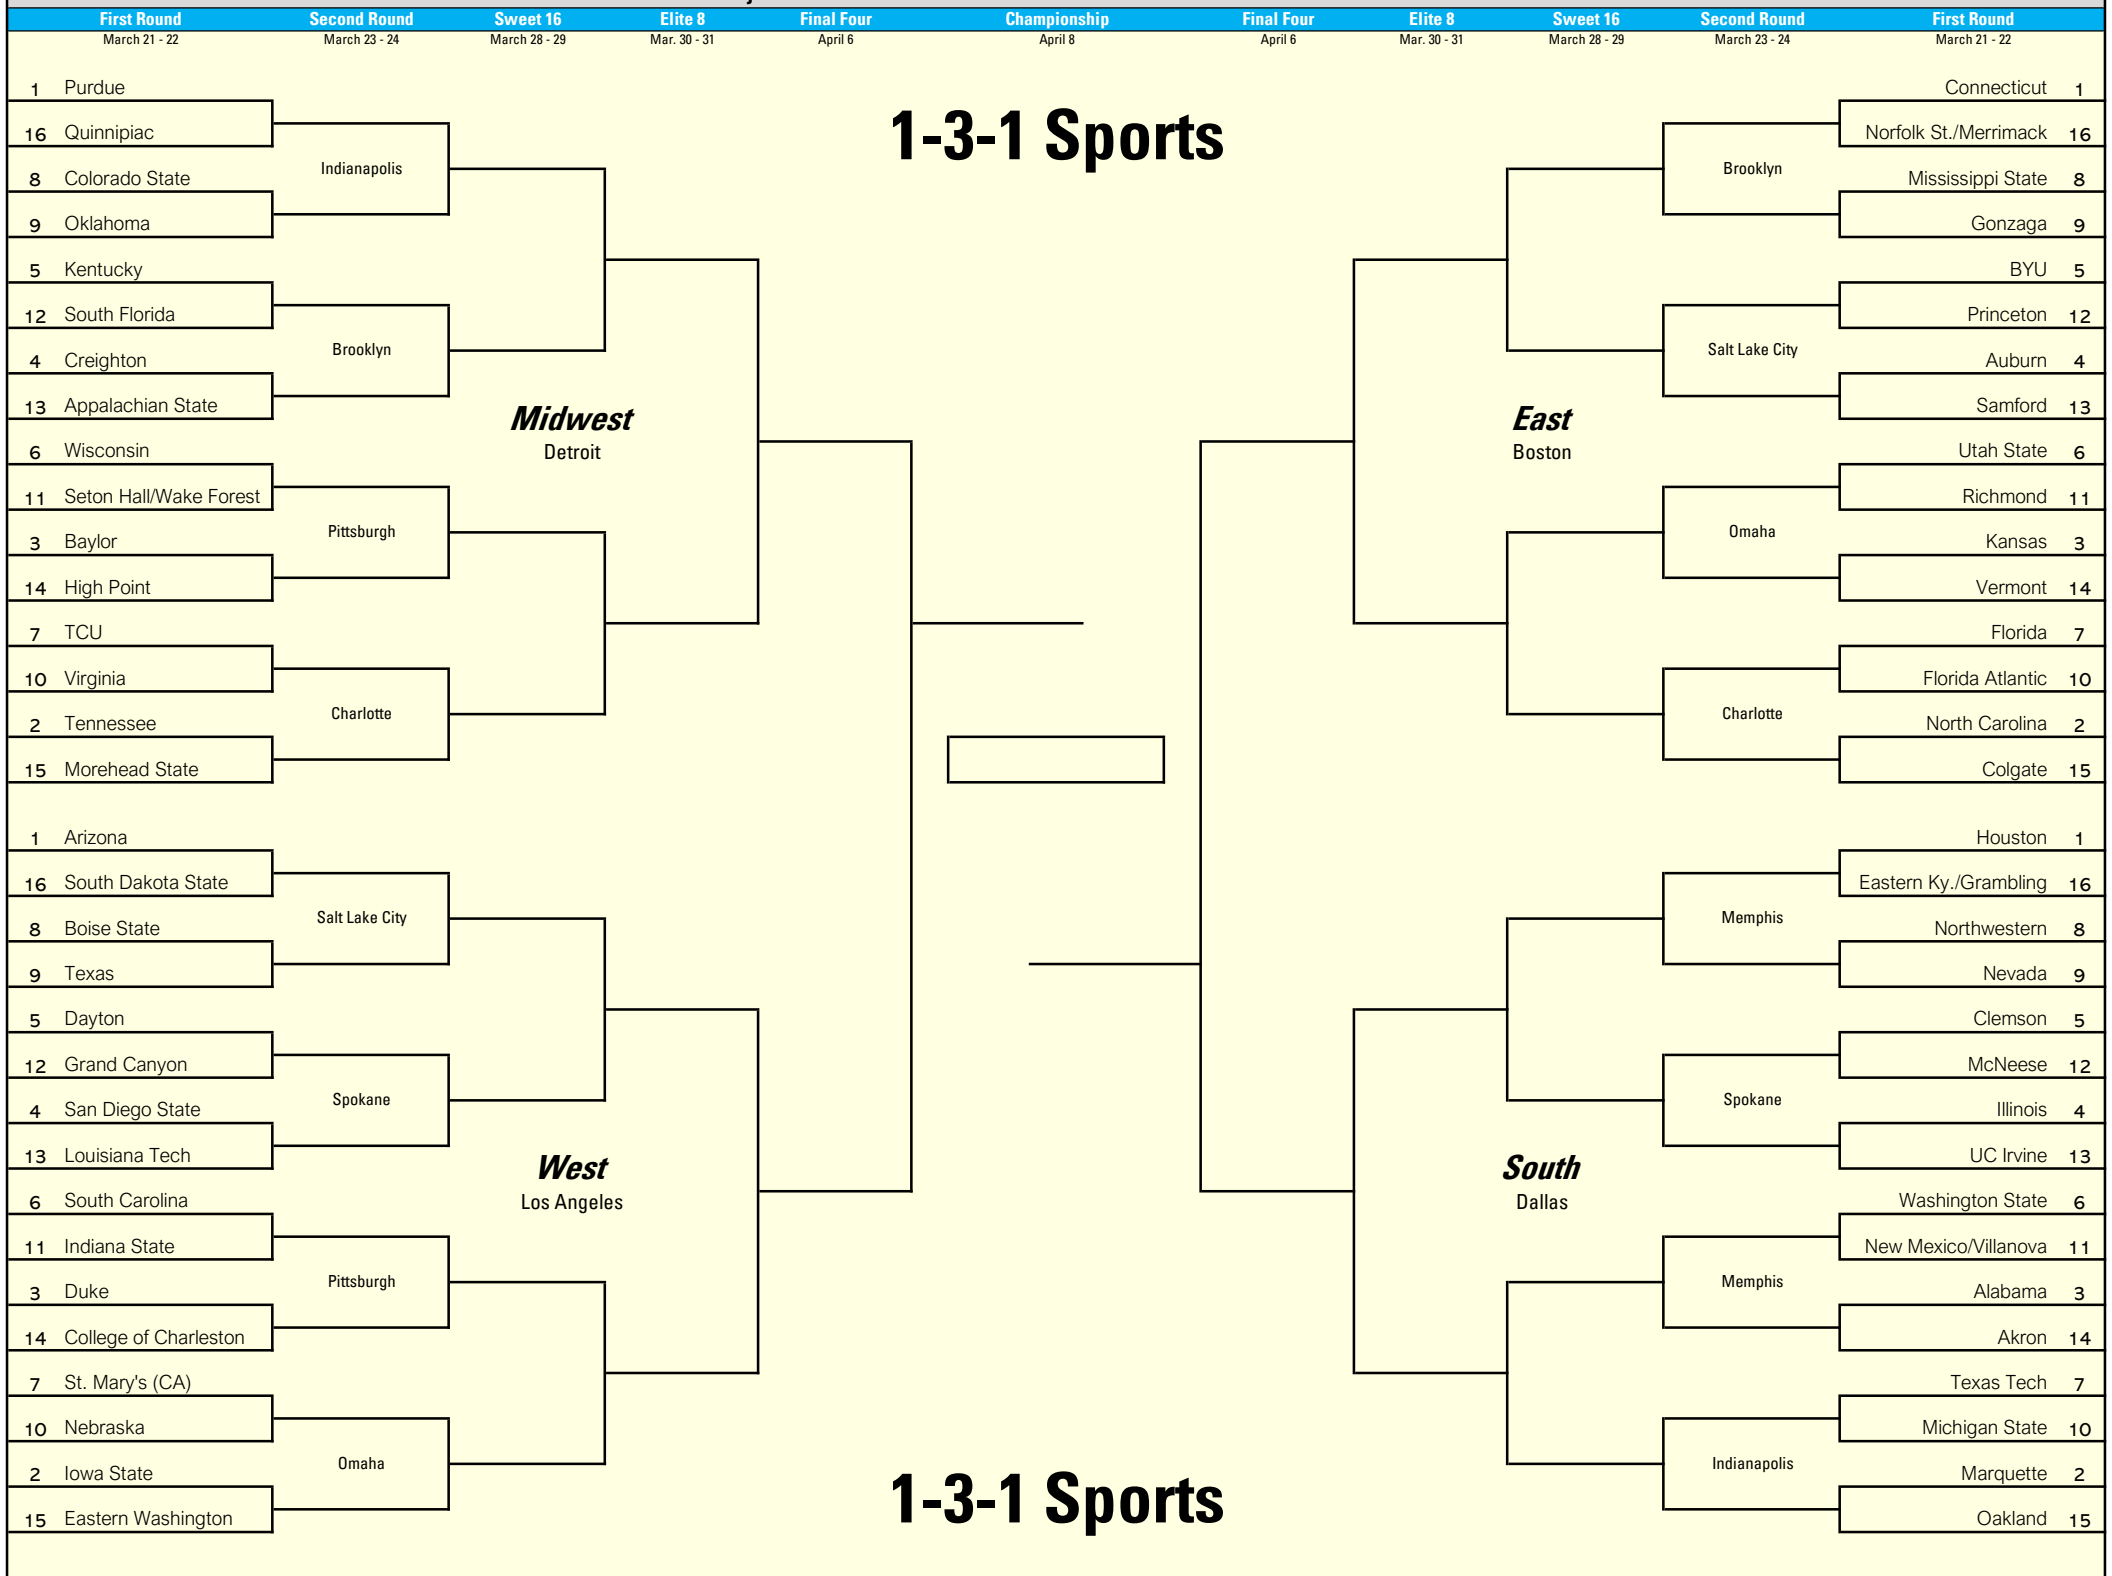 First Round Second Round Sweet 16 Elite 8 Final Four Championship Final Four Elite 8 Sweet 16 Second Round First Round
March 21 - 22 March 23 - 24 March 28 - 29 Mar. 30 - 31 April 6 April 8 April 6 Mar. 30 - 31 March 28 - 29 March 23 - 24 March 21 - 22
1-3-1 Sports
1 Purdue
16 Quinnipiac
Indianapolis
8 Colorado State
9 Oklahoma
5 Kentucky
12 South Florida
Brooklyn
4 Creighton
13 Appalachian State
Midwest
Detroit
6 Wisconsin
11 Seton Hall/Wake Forest
Pittsburgh
3 Baylor
14 High Point
7 TCU
10 Virginia
Charlotte
2 Tennessee
15 Morehead State
1 Arizona
16 South Dakota State
Salt Lake City
8 Boise State
9 Texas
5 Dayton
12 Grand Canyon
Spokane
4 San Diego State
13 Louisiana Tech
West
Los Angeles
6 South Carolina
11 Indiana State
Pittsburgh
3 Duke
14 College of Charleston
7 St. Mary's (CA)
10 Nebraska
Omaha
2 Iowa State
15 Eastern Washington
Connecticut 1
Norfolk St./Merrimack 16
Brooklyn
Mississippi State 8
Gonzaga 9
BYU 5
Princeton 12
Salt Lake City
Auburn 4
Samford 13
East
Boston
Utah State 6
Richmond 11
Omaha
Kansas 3
Vermont 14
Florida 7
Florida Atlantic 10
Charlotte
North Carolina 2
Colgate 15
Houston 1
Eastern Ky./Grambling 16
Memphis
Northwestern 8
Nevada 9
Clemson 5
McNeese 12
Spokane
Illinois 4
UC Irvine 13
South
Dallas
Washington State 6
New Mexico/Villanova 11
Memphis
Alabama 3
Akron 14
Texas Tech 7
Michigan State 10
Indianapolis
Marquette 2
Oakland 15
1-3-1 Sports